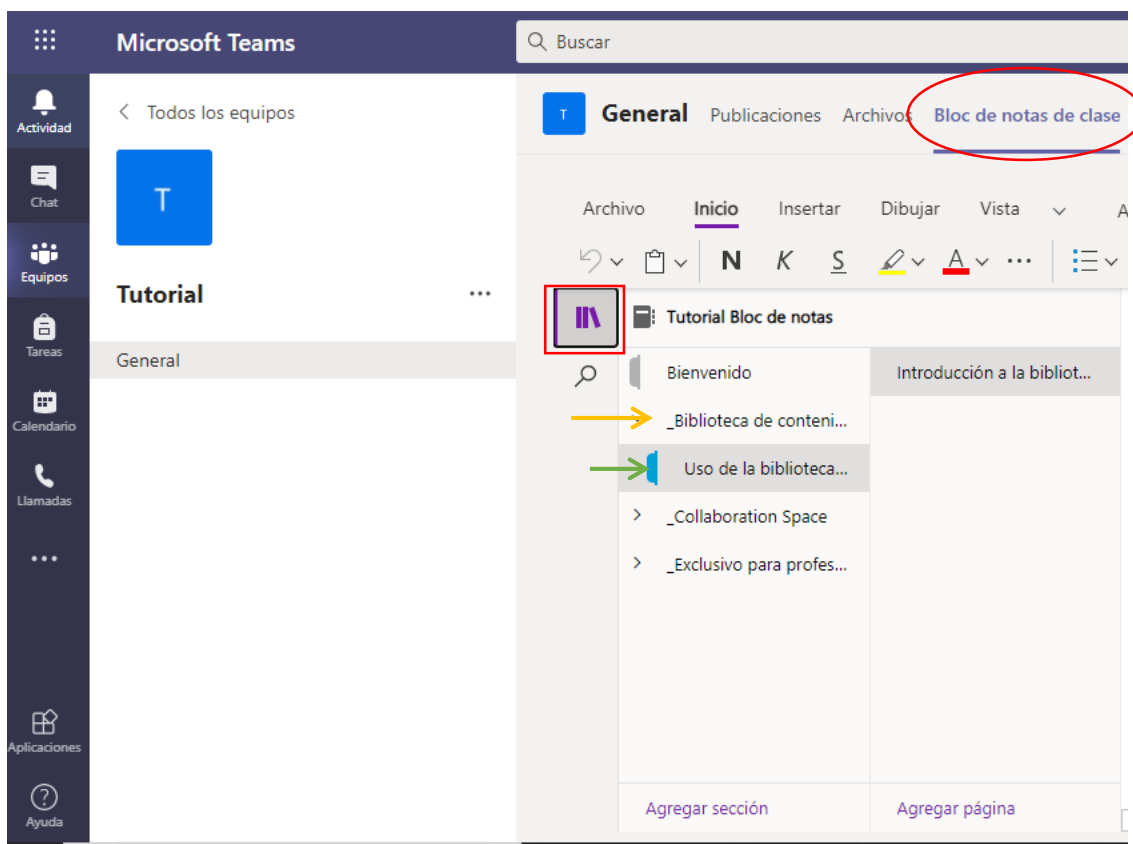 Microsoft Teams
Buscar
Actividad
Chat
Equipos
Tareas
Calendario
Llamadas
Aplicaciones
Ayuda
Todos los equipos
T
Tutorial
General
T
General Publicaciones Archivos Bloc de notas de clase
Archivo Inicio Insertar Dibujar Vista A
N K S A
Tutorial Bloc de notas
Bienvenido
_Biblioteca de conteni...
Uso de la biblioteca...
_Collaboration Space
_Exclusivo para profes...
Agregar sección
Introducción a la bibliot...
Agregar página